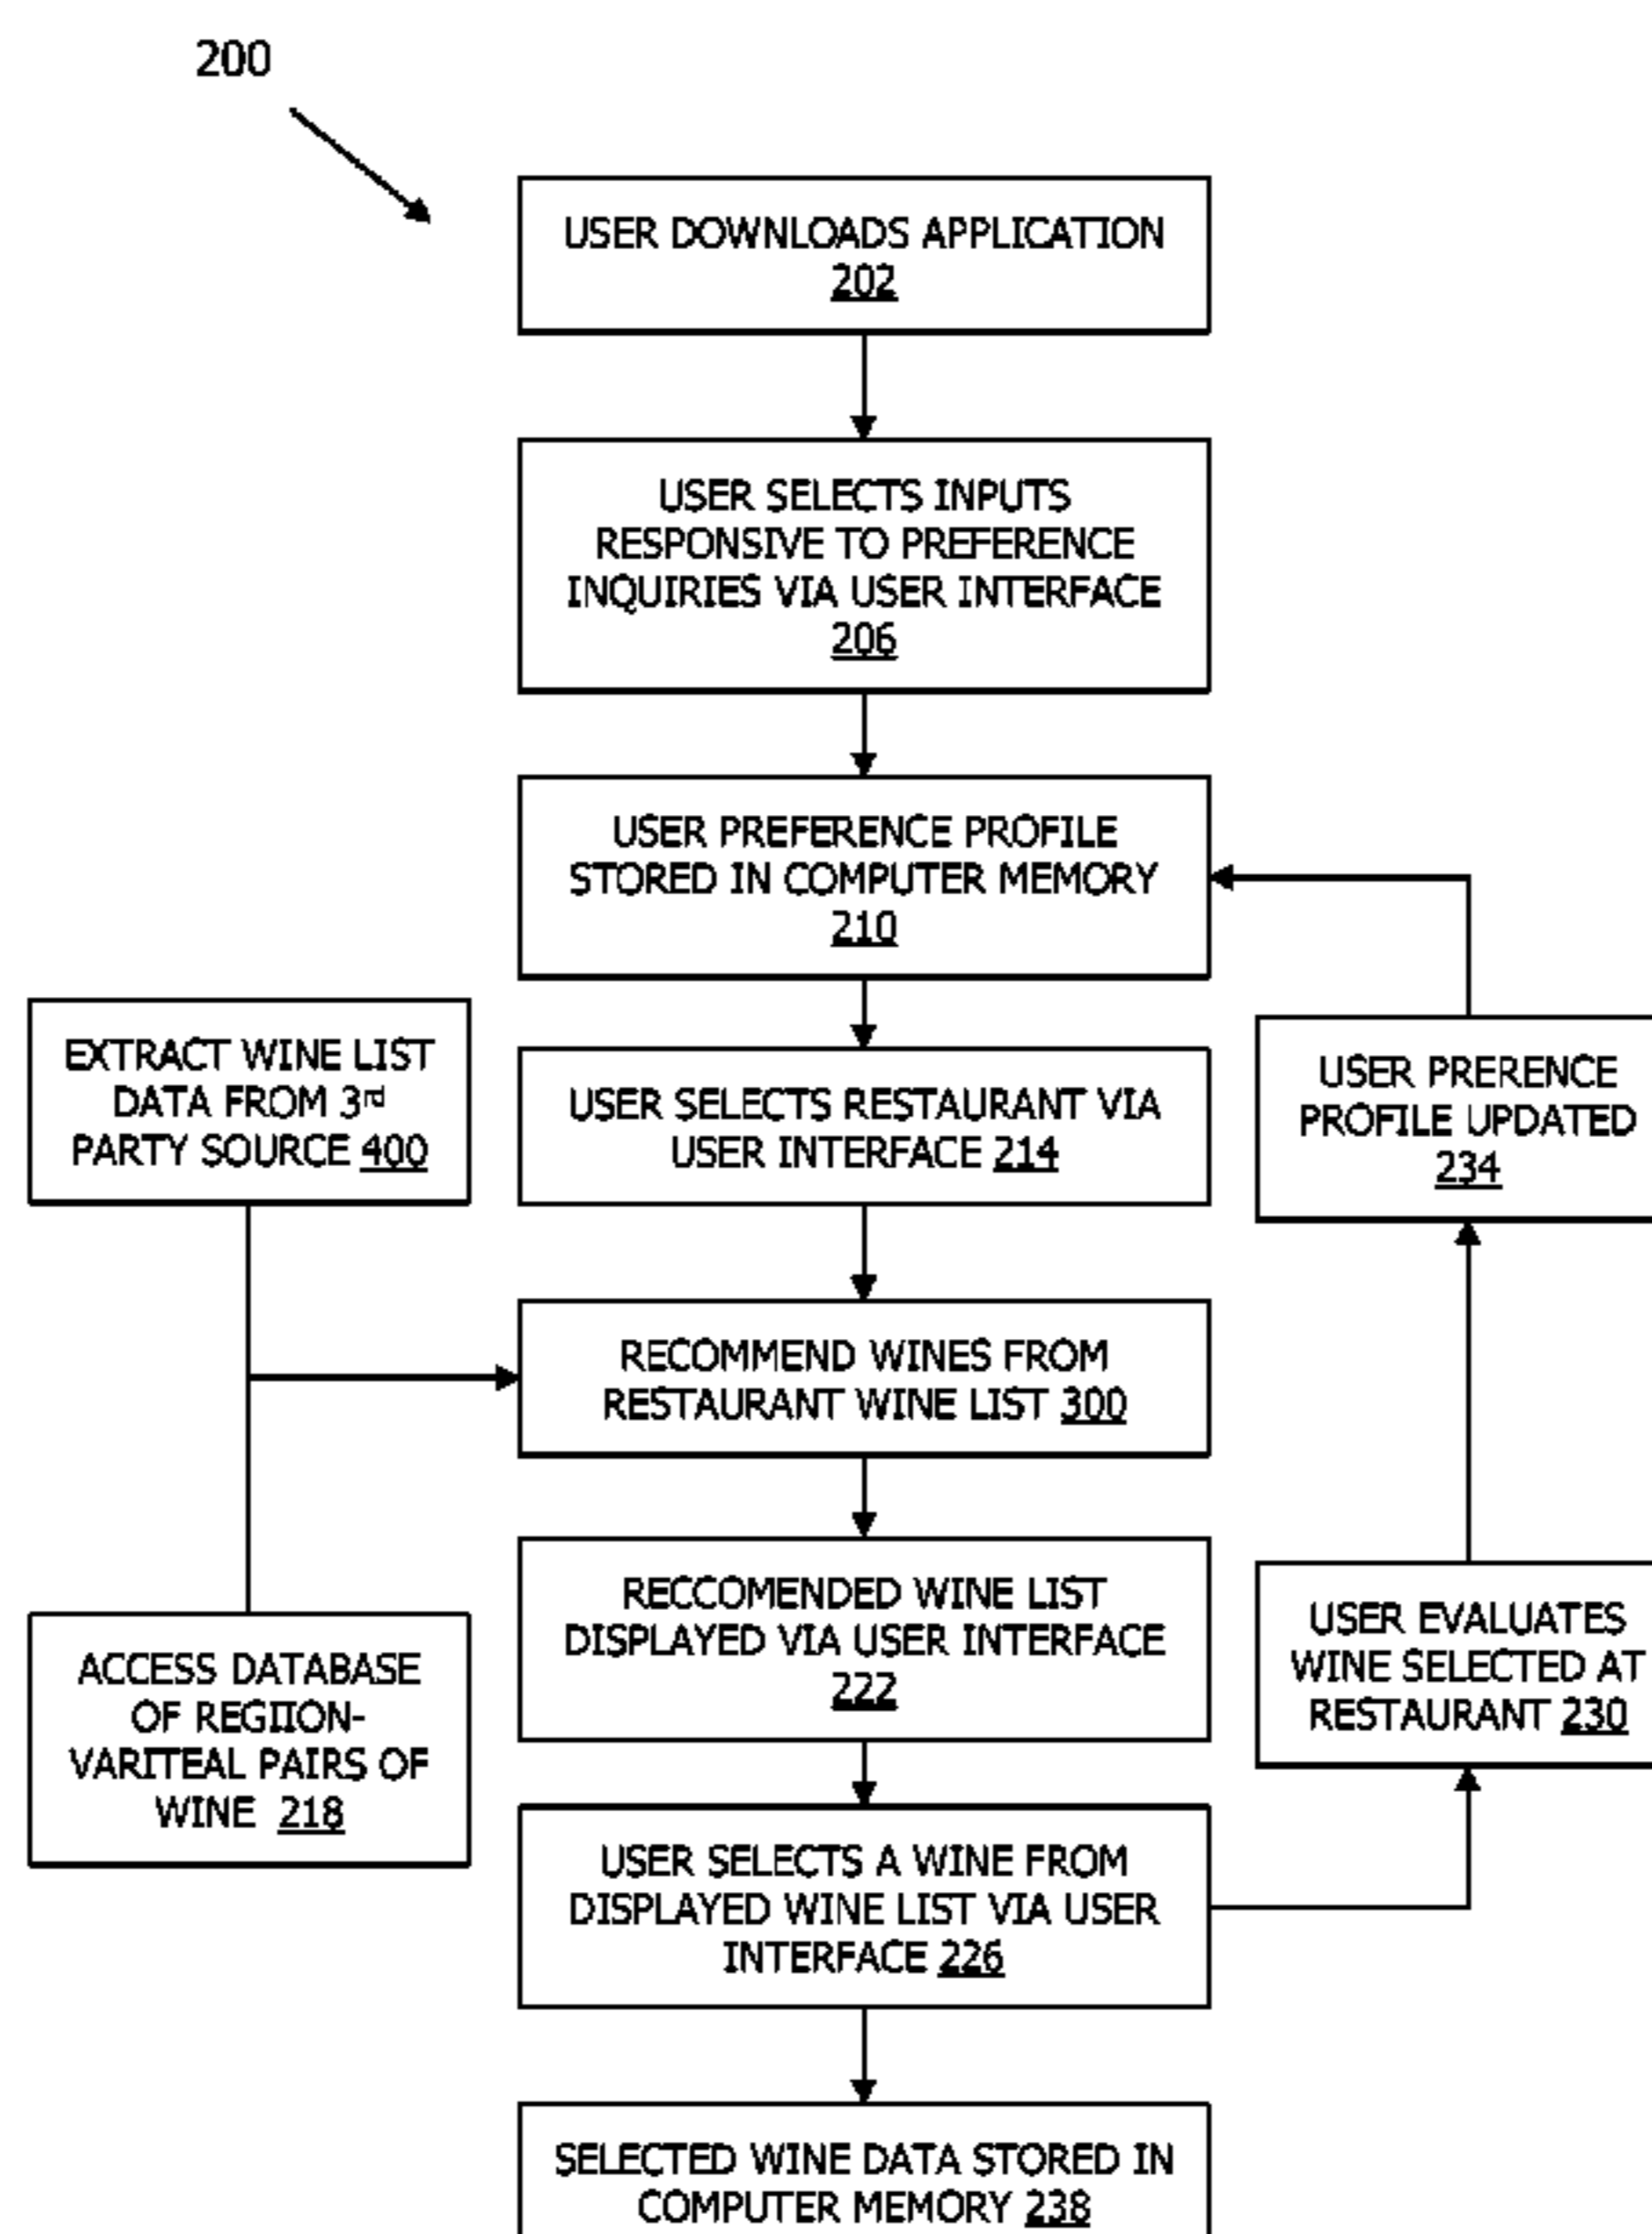 200
USER DOWNLOADS APPLICATION
202
USER SELECTS INPUTS
RESPONSIVE TO PREFERENCE
INQUIRIES VIA USER INTERFACE
206
USER PREFERENCE PROFILE
STORED IN COMPUTER MEMORY
210
EXTRACT WINE LIST
DATA FROM 3rd
PARTY SOURCE 400
USER SELECTS RESTAURANT VIA
USER INTERFACE 214
USER PRERENCE
PROFILE UPDATED
234
RECOMMEND WINES FROM
RESTAURANT WINE LIST 300
RECCOMENDED WINE LIST
DISPLAYED VIA USER INTERFACE
222
ACCESS DATABASE
OF REGIION-
VARITEAL PAIRS OF
WINE 218
USER EVALUATES
WINE SELECTED AT
RESTAURANT 230
USER SELECTS A WINE FROM
DISPLAYED WINE LIST VIA USER
INTERFACE 226
SELECTED WINE DATA STORED IN
COMPUTER MEMORY 238